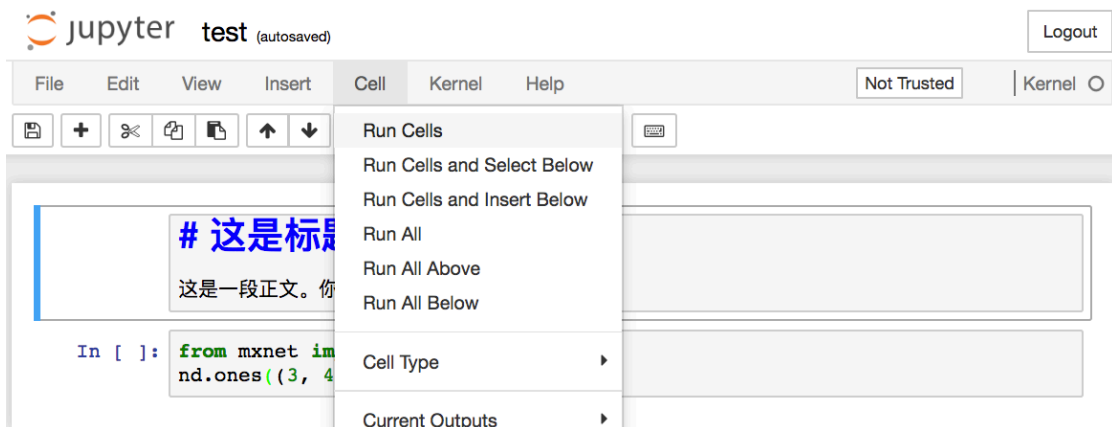 jupyter test (autosaved) Logout
File Edit View Insert Cell Kernel Help Not Trusted Kernel
Run Cells
Run Cells and Select Below
Run Cells and Insert Below
Run All
Run All Above
Run All Below
Cell Type
Current Outputs
# 这是标题
这是一段正文。你
In [ ]: from mxnet im
nd.ones((3, 4